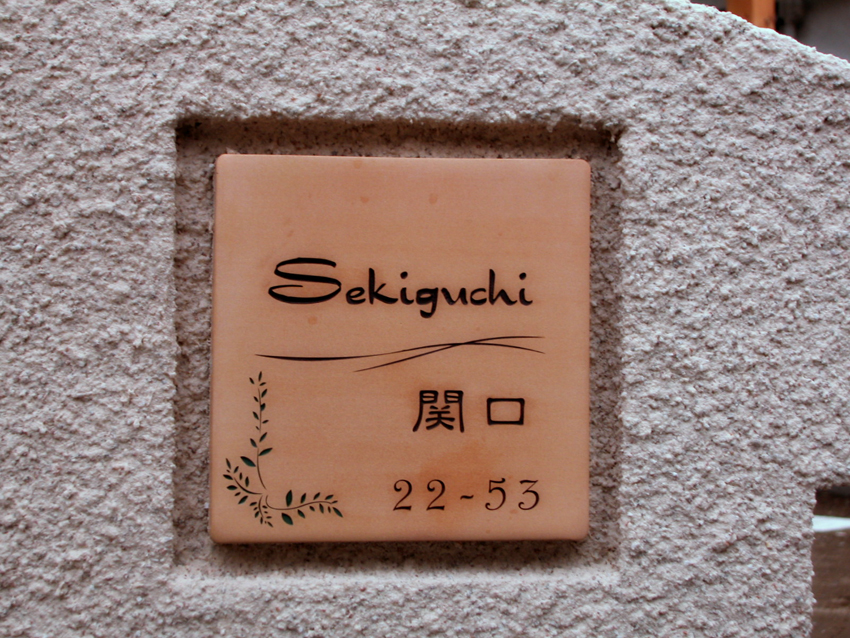 Sekiguchi
関口
22-53